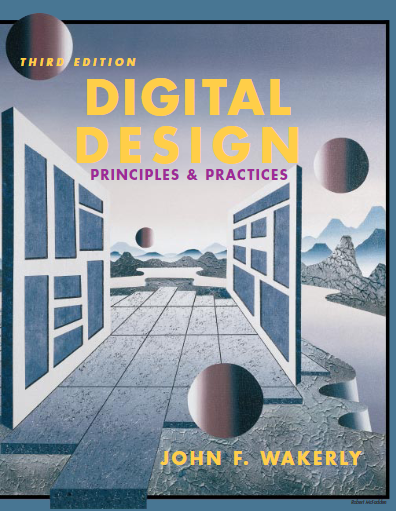 THIRD EDITION
DIGITAL
DESIGN
PRINCIPLES & PRACTICES
JOHN F. WAKERLY